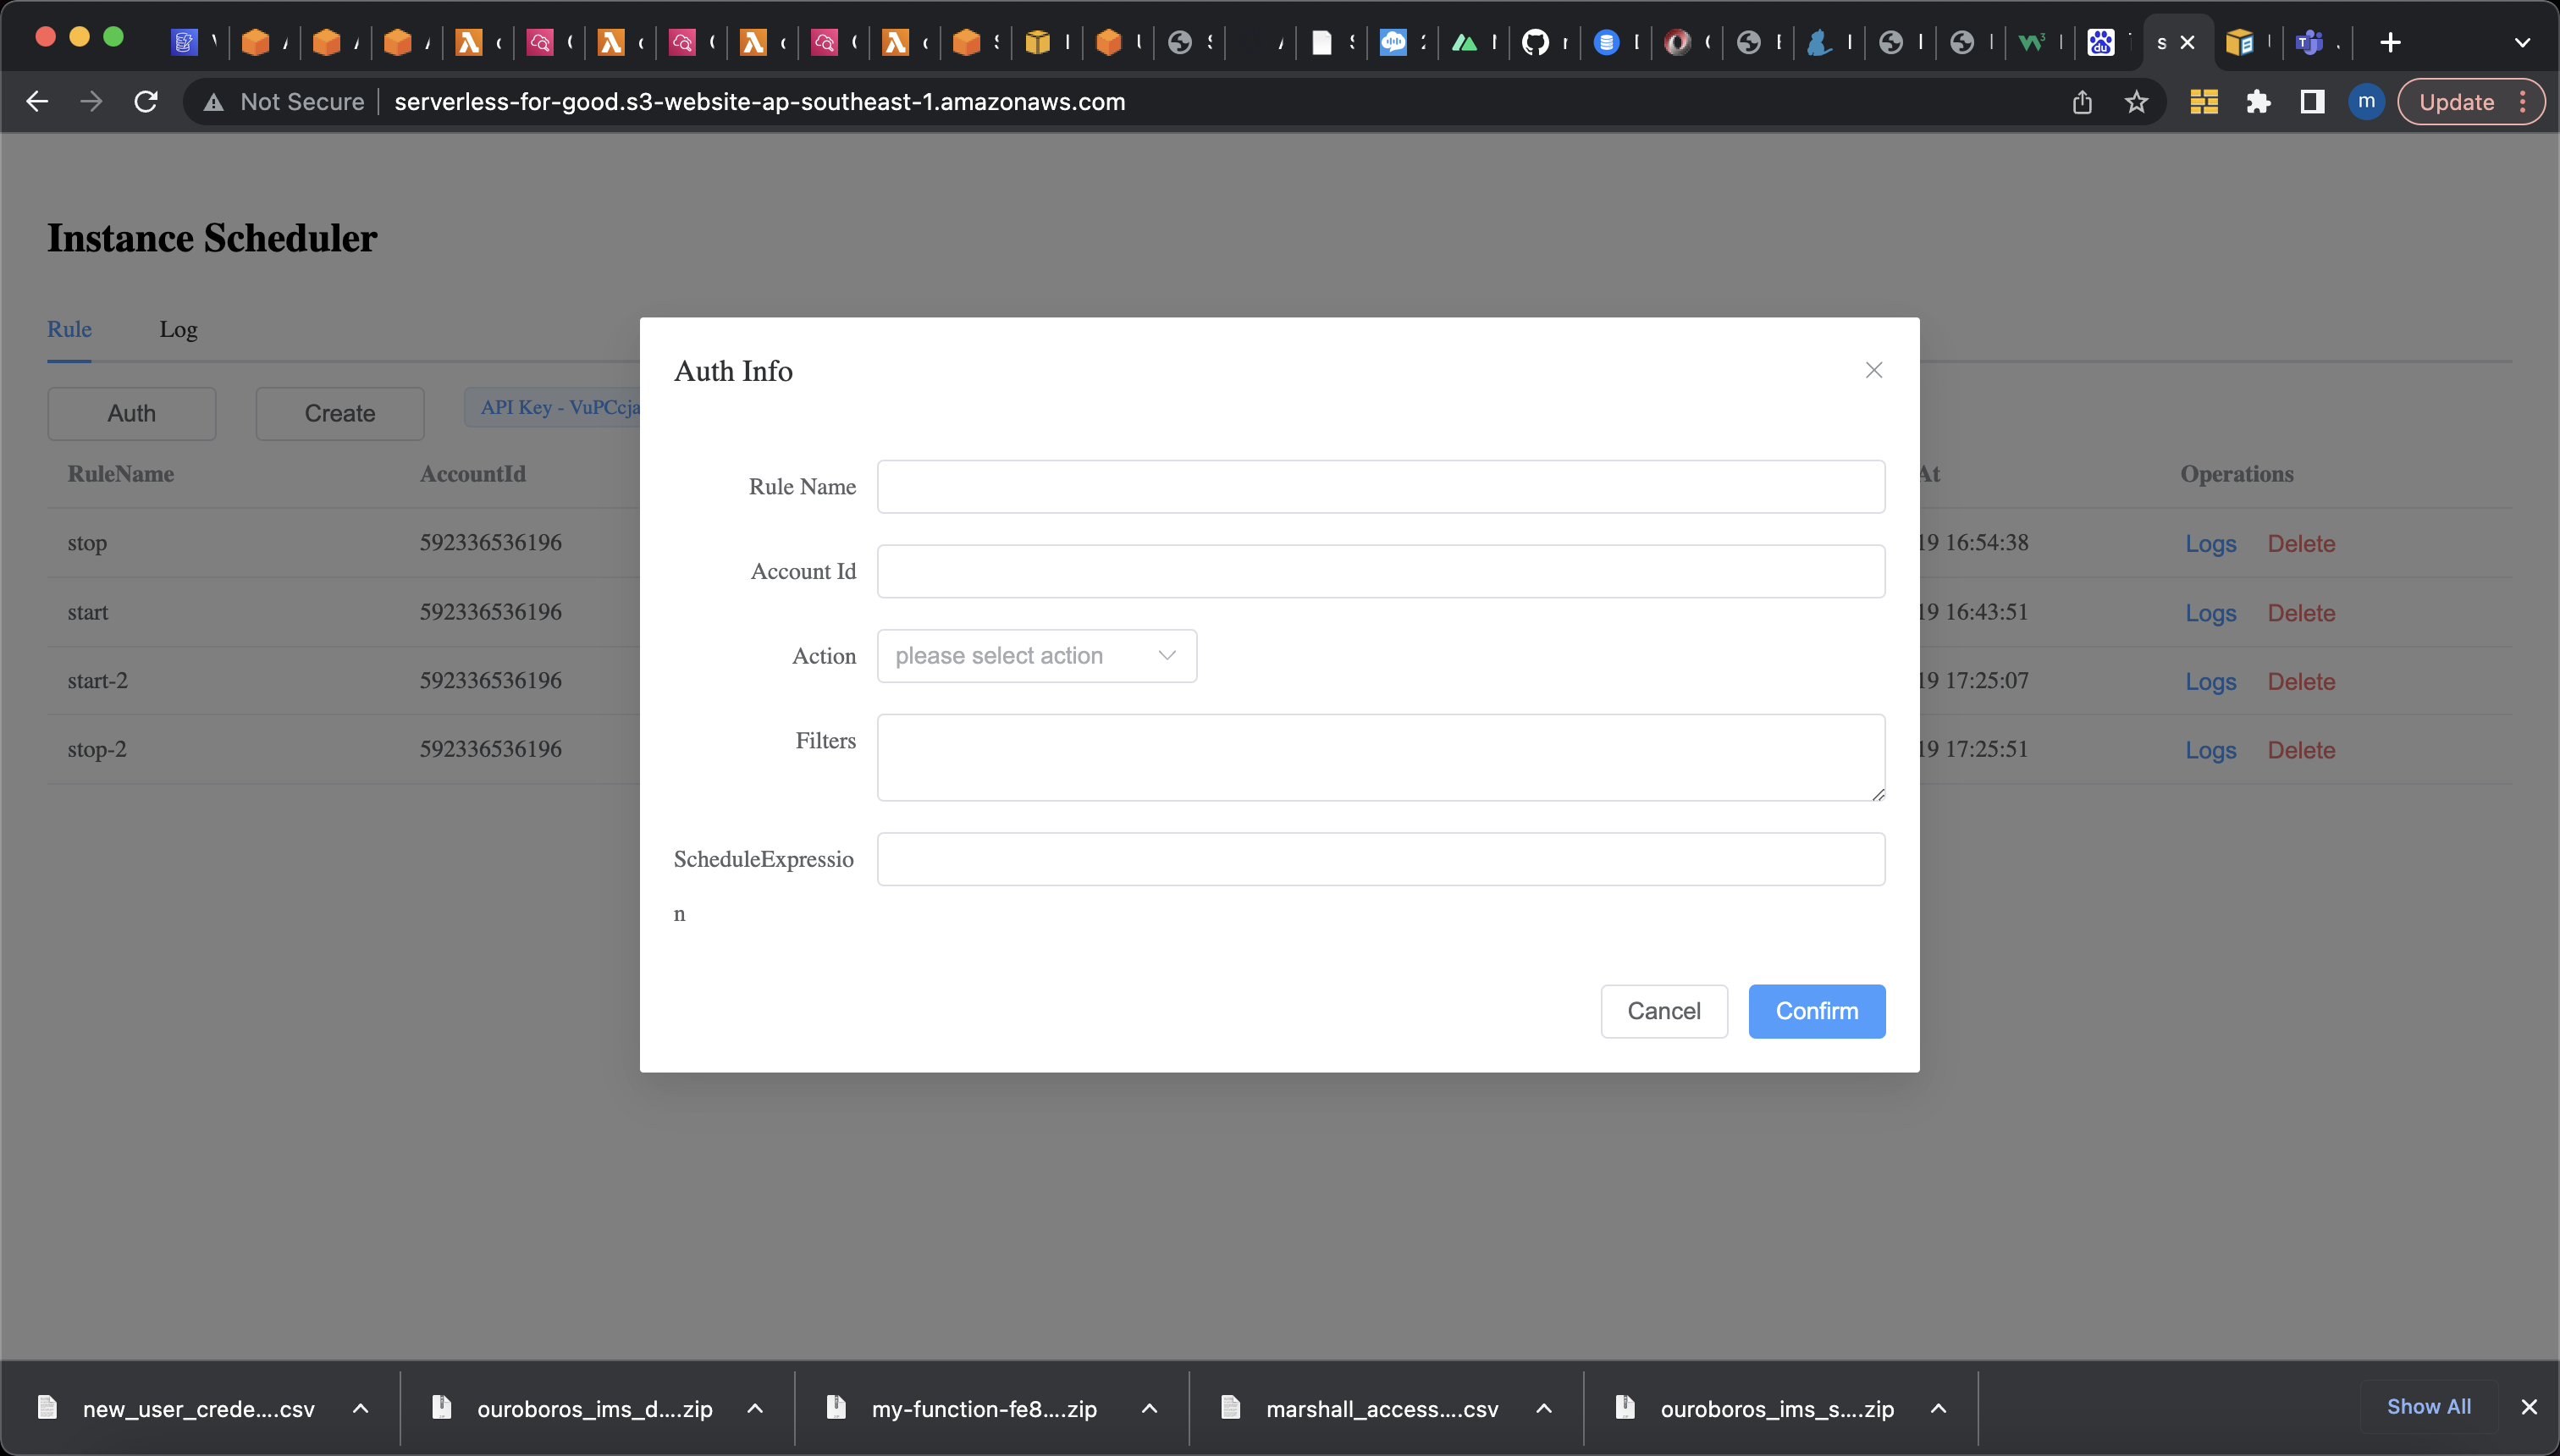 Not Secure serverless-for-good.s3-website-ap-southeast-1.amazonaws.com
m
Update
Instance Scheduler
Rule Log
Auth Create API Key - VuPCcja
Auth Info
RuleName AccountId At Operations
Rule Name
stop 592336536196 19 16:54:38 Logs Delete
Account Id
start 592336536196 19 16:43:51 Logs Delete
Action please select action
start-2 592336536196 19 17:25:07 Logs Delete
Filters
stop-2 592336536196 19 17:25:51 Logs Delete
ScheduleExpressio
n
Cancel Confirm
new_user_crede....csv ouroboros_ims_d....zip my-function-fe8....zip marshall_access....csv ouroboros_ims_s....zip Show All